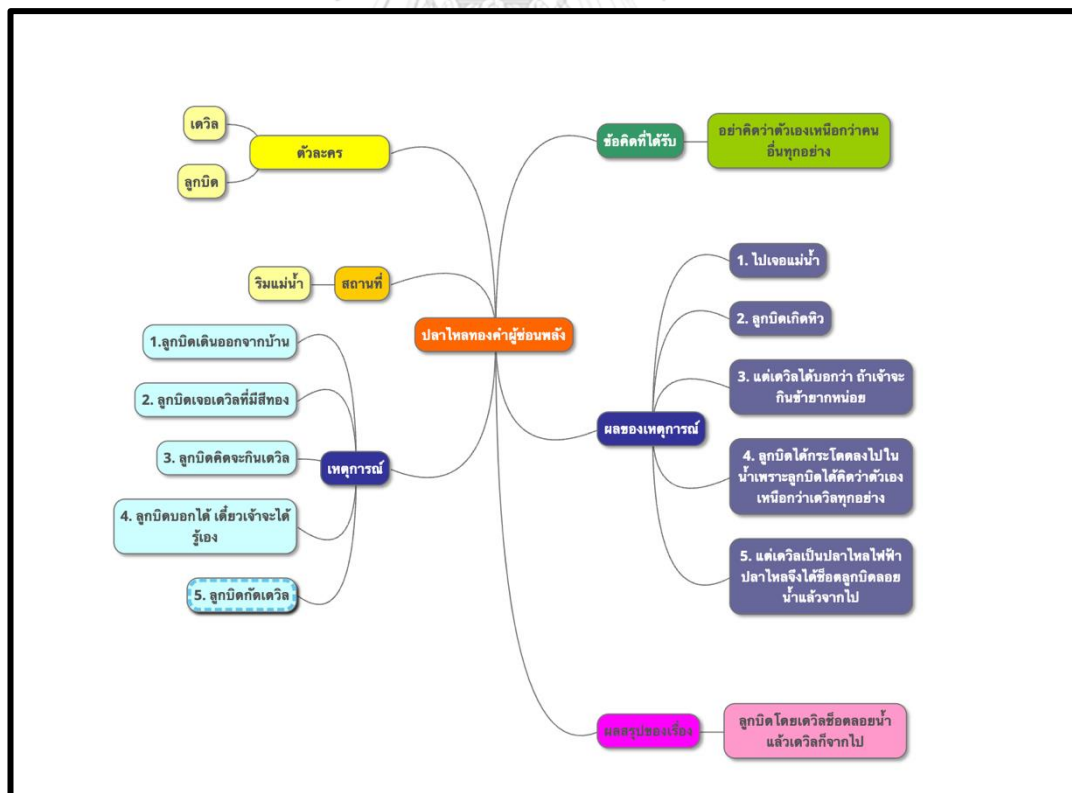 ปลาไหลทองคำผู้ซ่อนพลัง
ตัวละคร
เดวิล
ลูกบิด
สถานที่
ริมแม่น้ำ
เหตุการณ์
1.ลูกบิดเดินออกจากบ้าน
2. ลูกบิดเจอเดวิลที่มีสีทอง
3. ลูกบิดคิดจะกินเดวิล
4. ลูกบิดบอกได้ เดี๋ยวเจ้าจะได้
รู้เอง
5. ลูกบิดกัดเดวิล
ข้อคิดที่ได้รับ
อย่าคิดว่าตัวเองเหนือกว่าคน
อื่นทุกอย่าง
ผลของเหตุการณ์
1. ไปเจอแม่น้ำ
2. ลูกบิดเกิดหิว
3. แต่เดวิลได้บอกว่า ถ้าเจ้าจะ
กินข้ายากหน่อย
4. ลูกบิดได้กระโดดลงไปใน
น้ำเพราะลูกบิดได้คิดว่าตัวเอง
เหนือกว่าเดวิลทุกอย่าง
5. แต่เดวิลเป็นปลาไหลไฟฟ้า
ปลาไหลจึงได้ช็อตลูกบิดลอย
น้ำแล้วจากไป
ผลสรุปของเรื่อง
ลูกบิดโดยเดวิลช็อตลอยน้ำ
แล้วเดวิลก็จากไป